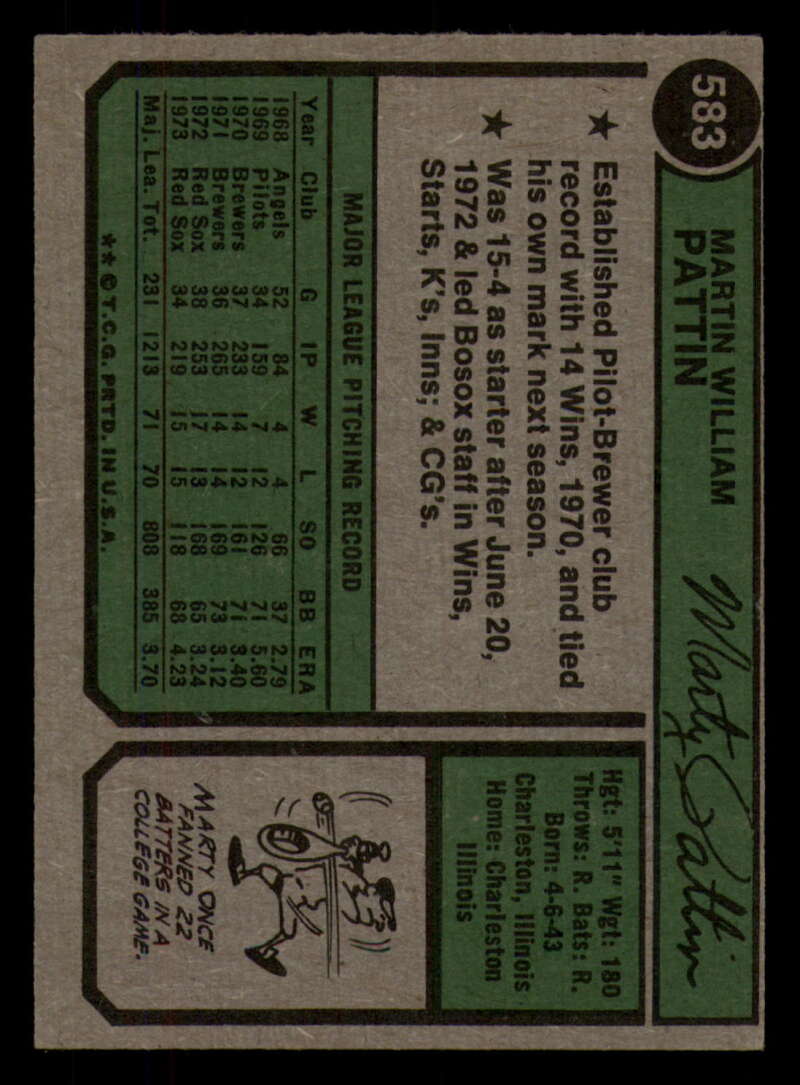 583
MARTIN WILLIAM
PATTIN
Marty Pattin
★ Established Pilot-Brewer club
record with 14 Wins, 1970, and tied
his own mark next season.
★ Was 15-4 as starter after June 20,
1972 & led Bosox staff in Wins,
Starts, K's, Inns; & CG's.
MAJOR LEAGUE PITCHING RECORD
Year Club G IP W L SO BB ERA
1968 Angels 52 84 4 4 66 37 2.79
1969 Pilots 34 159 7 12 126 71 5.60
1970 Brewers 37 233 14 12 161 71 3.40
1971 Brewers 36 265 14 14 169 73 3.12
1972 Red Sox 38 253 17 13 168 65 3.24
1973 Red Sox 34 219 15 15 118 68 4.23
Maj. Lea. Tot. 231 1213 71 70 808 385 3.70
** © T.C.G. PRTD. IN U.S.A.
Hgt: 5'11" Wgt: 180
Throws: R. Bats: R.
Born: 4-6-43
Charleston, Illinois
Home: Charleston
Illinois
MARTY ONCE
FANNED 22
BATTERS IN A
COLLEGE GAME.